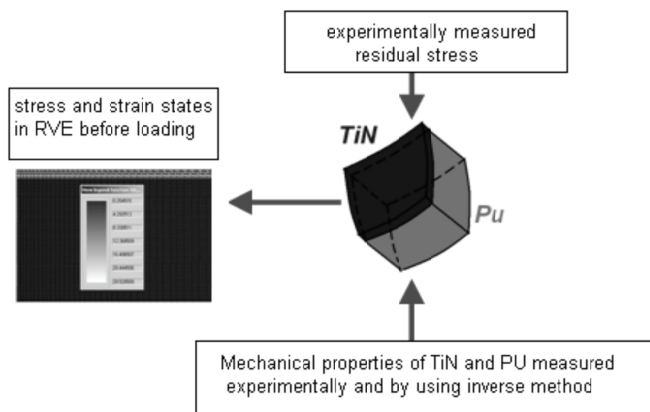 experimentally measured
residual stress
stress and strain states
in RVE before loading
TiN
Pu
Mechanical properties of TiN and PU measured
experimentally and by using inverse method